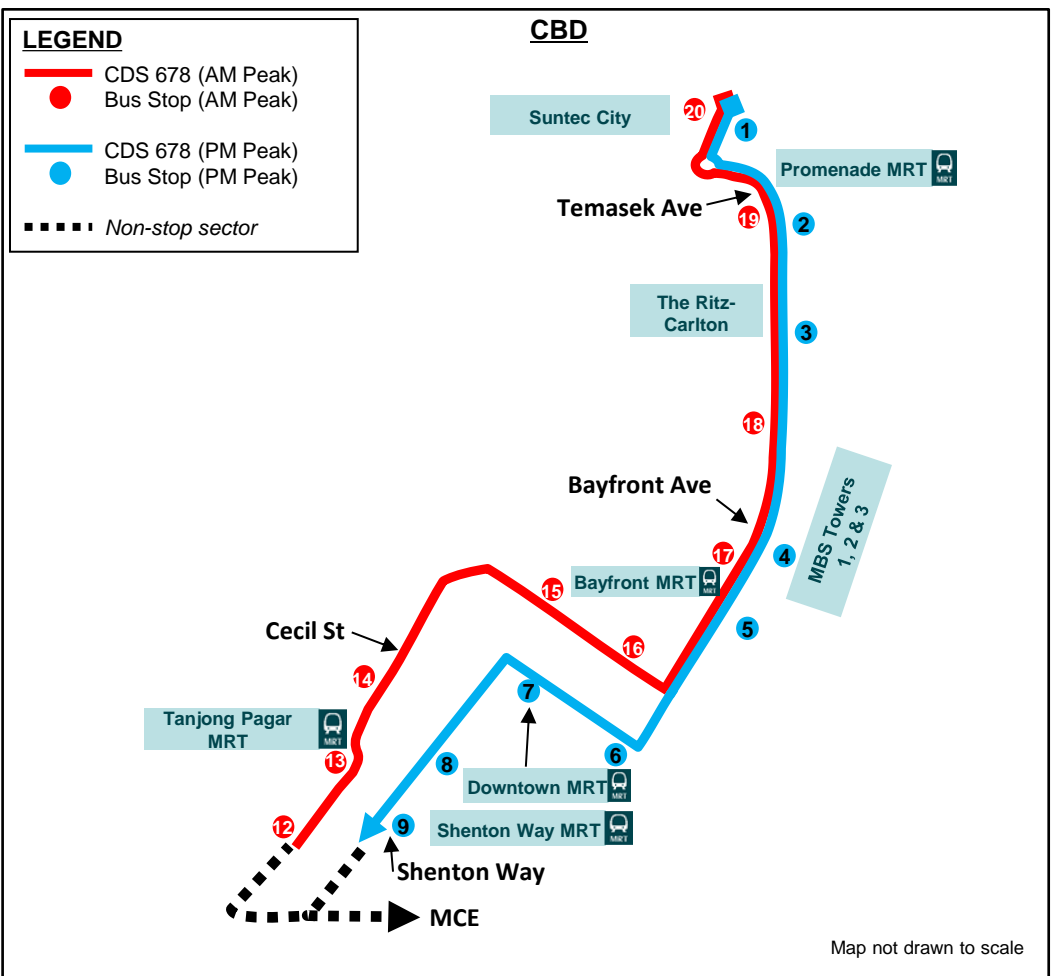 CBD
LEGEND
CDS 678 (AM Peak)
Bus Stop (AM Peak)
CDS 678 (PM Peak)
Bus Stop (PM Peak)
Non-stop sector
Suntec City
20
1
Promenade MRT
MRT
Temasek Ave
19
2
The Ritz-
Carlton
3
18
Bayfront Ave
MBS Towers
1, 2 & 3
17
4
Bayfront MRT
MRT
15
5
Cecil St
16
14
7
Tanjong Pagar
MRT
MRT
13
6
8
Downtown MRT
MRT
12
9
Shenton Way MRT
MRT
Shenton Way
MCE
Map not drawn to scale